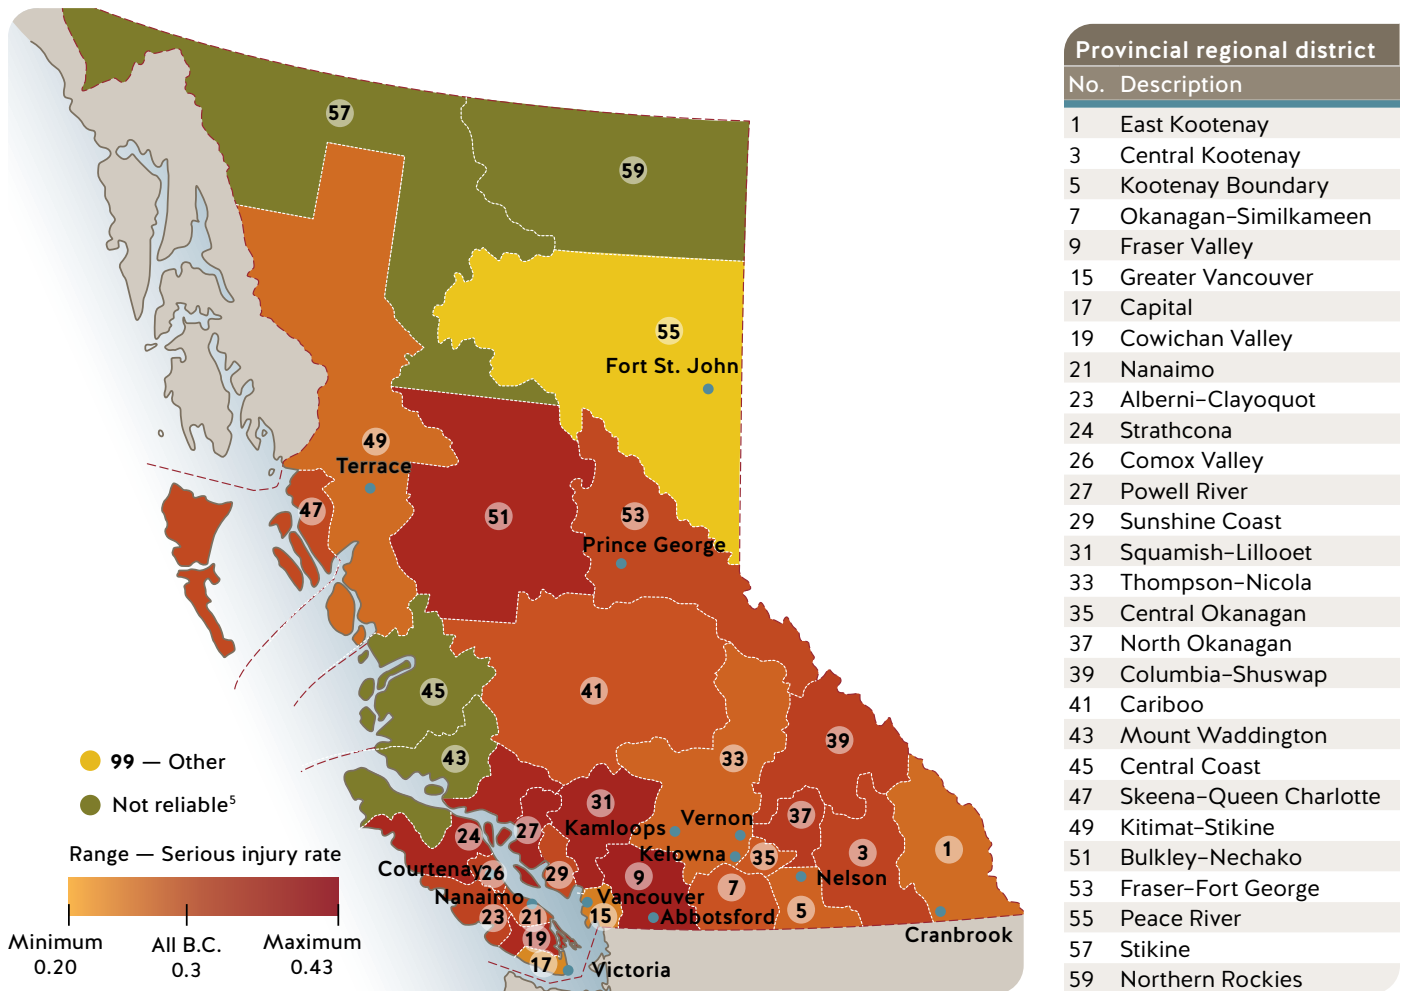 57
59
55
Fort St. John
49
Terrace
47
51
53
Prince George
45
41
43
33
39
31
Kamloops
Vernon
37
24
27
Kelowna
35
3
1
Courtenay
26
29
9
7
Nelson
Nanaimo
Vancouver
5
23
21
15
Abbotsford
19
Cranbrook
17
Victoria
99 — Other
Not reliable⁵
Range — Serious injury rate
Minimum
0.20
All B.C.
0.3
Maximum
0.43
Provincial regional district
No. Description
1 East Kootenay
3 Central Kootenay
5 Kootenay Boundary
7 Okanagan–Similkameen
9 Fraser Valley
15 Greater Vancouver
17 Capital
19 Cowichan Valley
21 Nanaimo
23 Alberni–Clayoquot
24 Strathcona
26 Comox Valley
27 Powell River
29 Sunshine Coast
31 Squamish–Lillooet
33 Thompson–Nicola
35 Central Okanagan
37 North Okanagan
39 Columbia–Shuswap
41 Cariboo
43 Mount Waddington
45 Central Coast
47 Skeena–Queen Charlotte
49 Kitimat–Stikine
51 Bulkley–Nechako
53 Fraser–Fort George
55 Peace River
57 Stikine
59 Northern Rockies